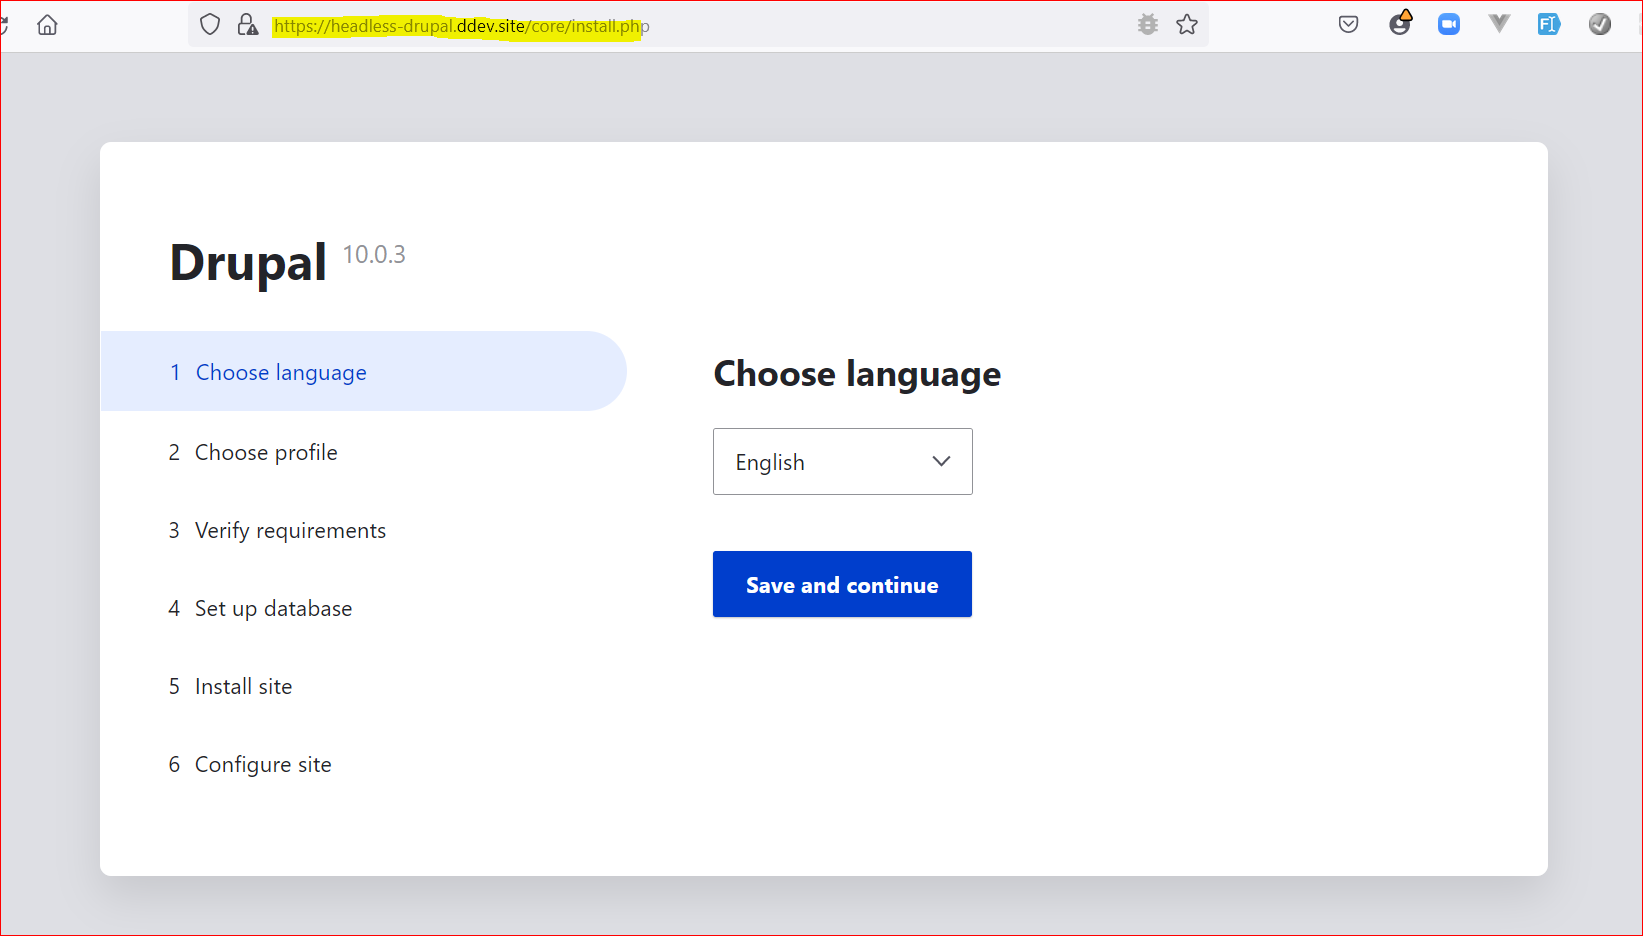 https://headless-drupal.ddev.site/core/install.php
Drupal 10.0.3
1 Choose language
2 Choose profile
3 Verify requirements
4 Set up database
5 Install site
6 Configure site
Choose language
English
Save and continue